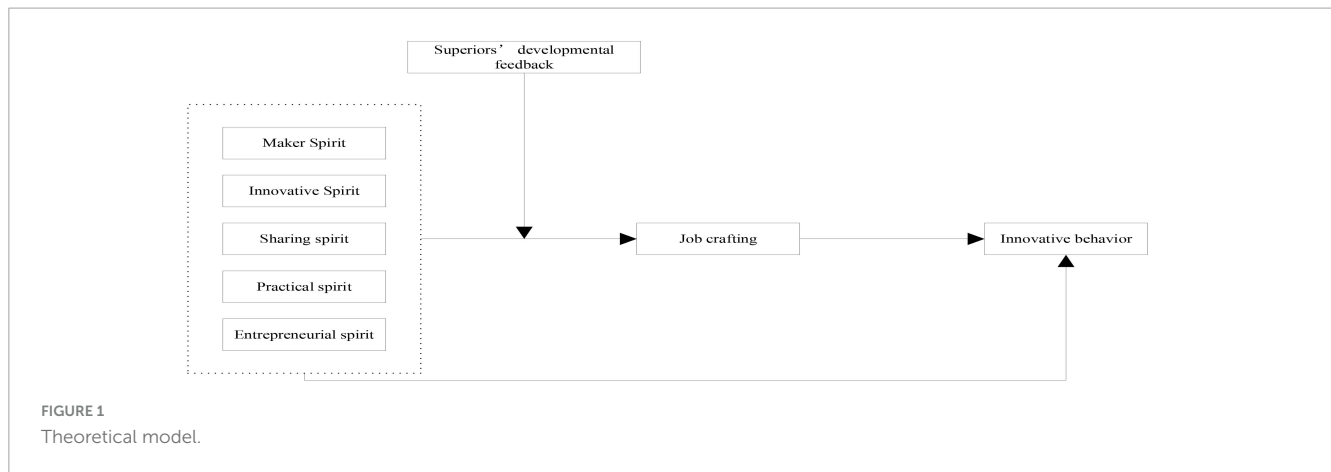 Superiors’ developmental
feedback
Maker Spirit
Innovative Spirit
Sharing spirit
Job crafting
Innovative behavior
Practical spirit
Entrepreneurial spirit
FIGURE 1
Theoretical model.